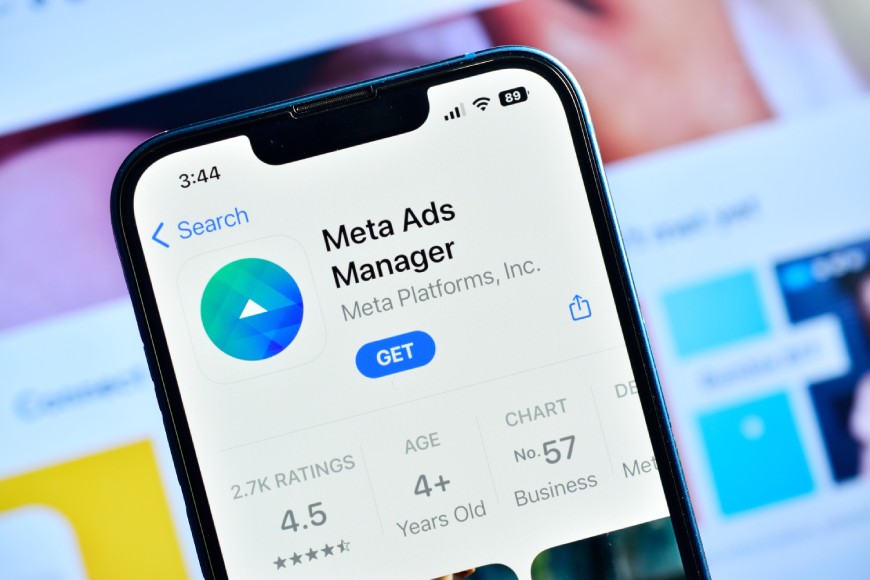 3:44
89
Search
Meta Ads
Manager
Meta Platforms, Inc.
GET
2.7K RATINGS
4.5
AGE
4+
Years Old
CHART
No.57
Business
DE
Met
Connect